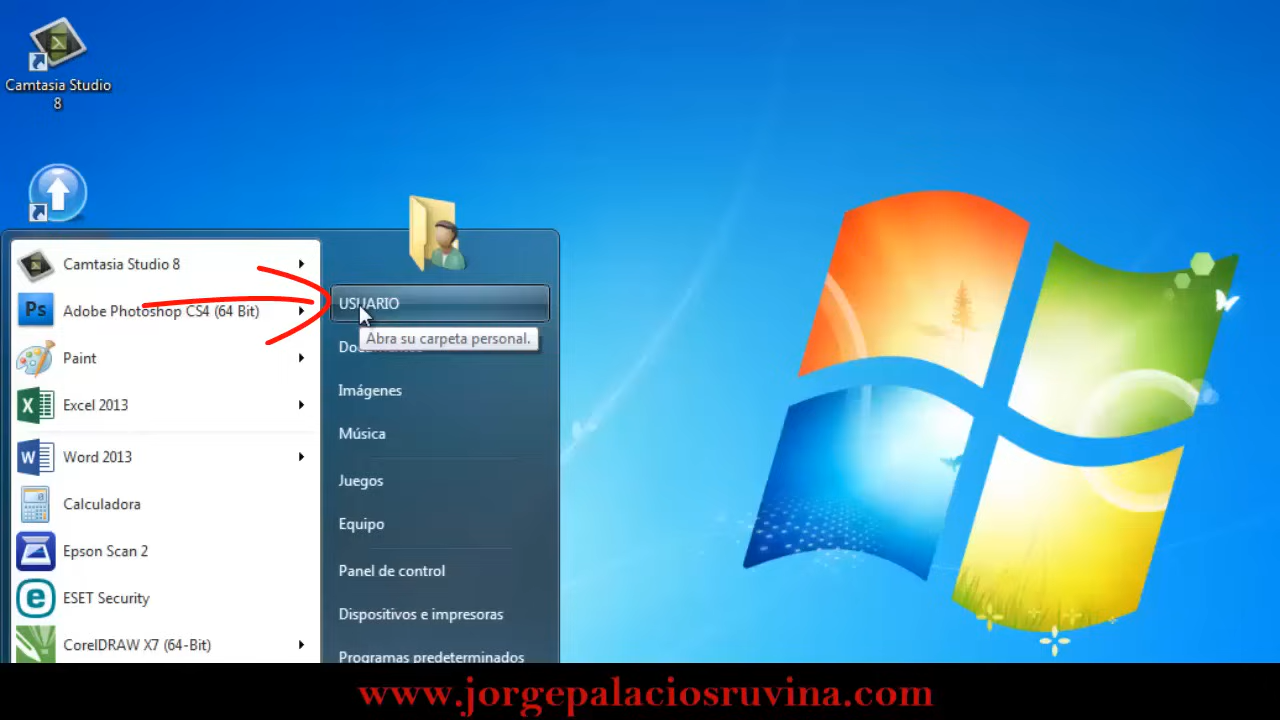 Camtasia Studio
8
Camtasia Studio 8
Ps
Adobe Photoshop CS4 (64 Bit)
Paint
Excel 2013
Word 2013
Calculadora
Epson Scan 2
ESET Security
CorelDRAW X7 (64-Bit)
USUARIO
Abra su carpeta personal.
Documentos
Imágenes
Música
Juegos
Equipo
Panel de control
Dispositivos e impresoras
Programas predeterminados
www.jorgepalaciosruvina.com